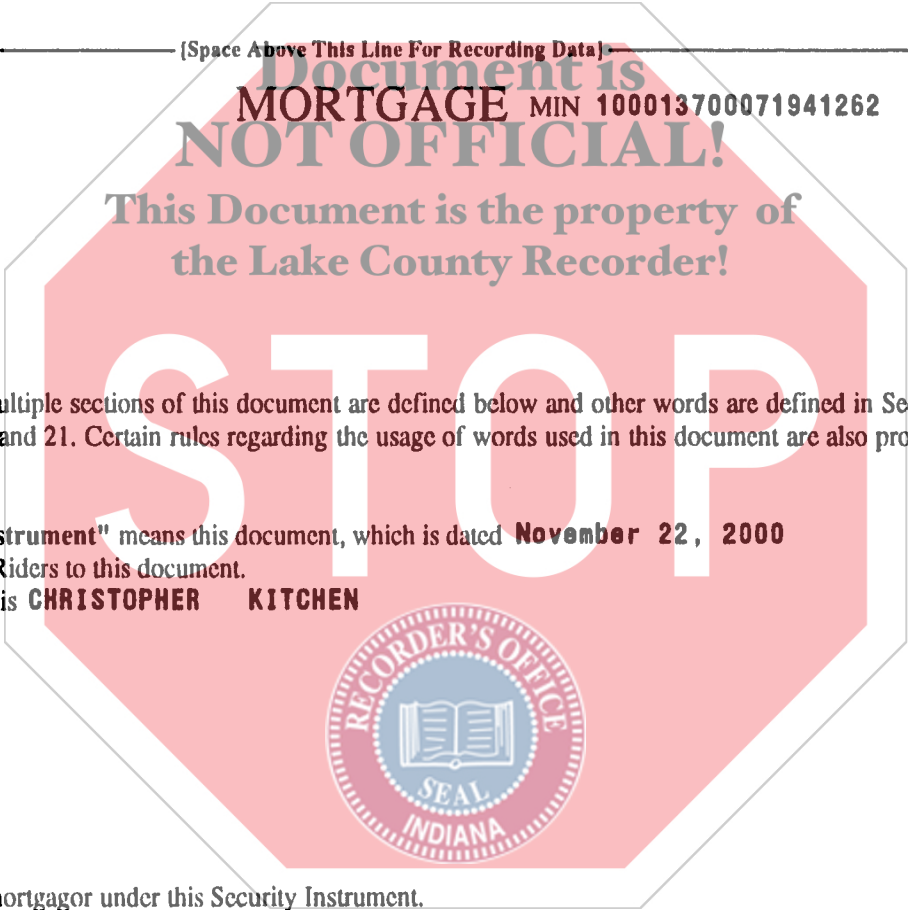 [Space Above This Line For Recording Data]
Document is
MORTGAGE MIN 100013700071941262
NOT OFFICIAL!
This Document is the property of
the Lake County Recorder!
STOP
ultiple sections of this document are defined below and other words are defined in Se
and 21. Certain rules regarding the usage of words used in this document are also pro
strument" means this document, which is dated November 22, 2000
Riders to this document.
is CHRISTOPHER KITCHEN
RECORDER'S OFFICE
SEAL
INDIANA
ortgagor under this Security Instrument.